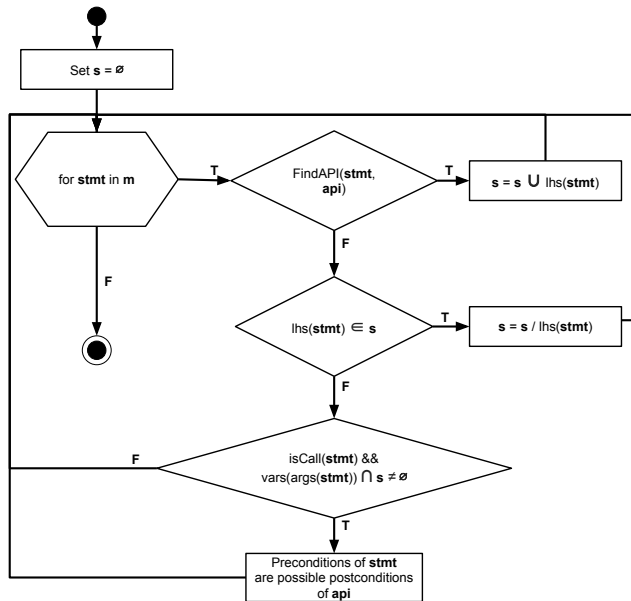 Set s = ∅
for stmt in m
T
FindAPI(stmt,
api)
T
s = s ∪ lhs(stmt)
F
F
lhs(stmt) ∈ s
T
s = s / lhs(stmt)
F
F
isCall(stmt) &&
vars(args(stmt)) ∩ s ≠ ∅
T
Preconditions of stmt
are possible postconditions
of api